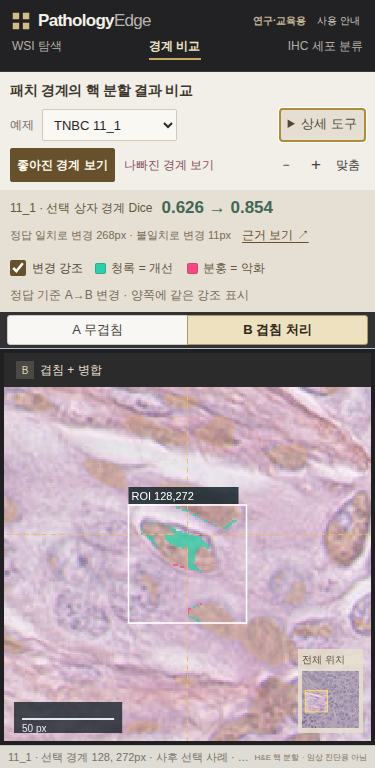 PathologyEdge
연구·교육용 사용 안내
WSI 탐색 경계 비교 IHC 세포 분류
패치 경계의 핵 분할 결과 비교
예제 TNBC 11_1 ▶ 상세 도구
좋아진 경계 보기 나빠진 경계 보기 − + 맞춤
11_1 · 선택 상자 경계 Dice 0.626 → 0.854
정답 일치로 변경 268px · 불일치로 변경 11px 근거 보기 ↗
변경 강조 청록 = 개선 분홍 = 악화
정답 기준 A→B 변경 · 양쪽에 같은 강조 표시
A 무겹침 B 겹침 처리
B 겹침 + 병합
ROI 128,272
전체 위치
50 px
11_1 · 선택 경계 128, 272px · 사후 선택 사례 · … H&E 핵 분할 · 임상 진단용 아님